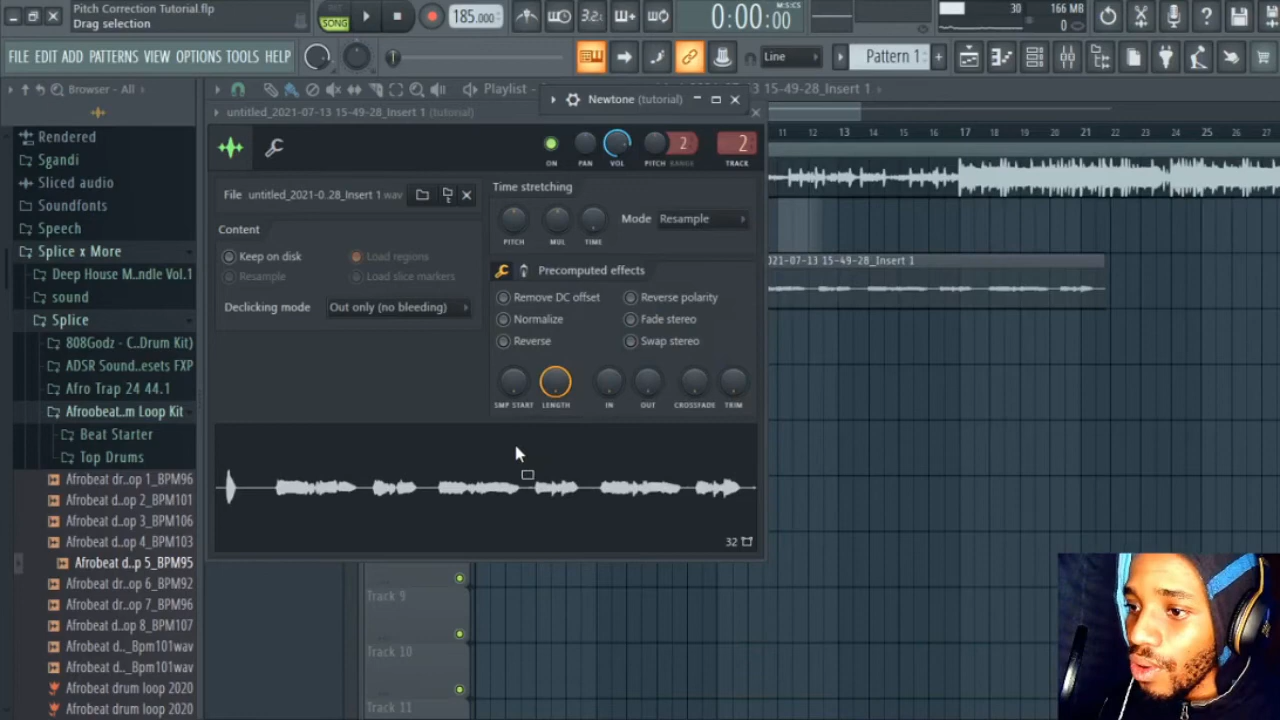 Pitch Correction Tutorial.flp
Drag selection
SONG
185.000
3.2.
0:00:00
M:S:CS
30
166 MB
0
FILE EDIT ADD PATTERNS VIEW OPTIONS TOOLS HELP
Line
Pattern 1
Browser - All
Playlist -
Newtone (tutorial)
Insert 1
untitled_2021-07-13 15-49-28_Insert 1 (tutorial)
11 12 13 14 15 16 17 18 19 20 21 22 23 24 25 26
Rendered
Sgandi
Sliced audio
Soundfonts
Speech
Splice x More
Deep House M...ndle Vol.1
sound
Splice
808Godz - C..Drum Kit)
ADSR Sound..esets FXP
Afro Trap 24 44.1
Afroobeat...m Loop Kit
Beat Starter
Top Drums
Afrobeat dr..op 1_BPM96
Afrobeat d...op 2_BPM101
Afrobeat d...op 3_BPM106
Afrobeat d...op 4_BPM103
Afrobeat d...p 5_BPM95
Afrobeat dr...op 6_BPM92
Afrobeat dr...op 7_BPM96
Afrobeat dr..op 8_BPM107
Afrobeat d.._Bpm101wav
Afrobeat d.._Bpm101wav
Afrobeat drum loop 2020
Afrobeat drum loop 2020
ON PAN VOL PITCH RANGE TRACK
2
2
File untitled_2021-0.28_Insert 1 wav
Content
Keep on disk
Load regions
Resample
Load slice markers
Declicking mode
Out only (no bleeding)
Time stretching
PITCH MUL TIME
Mode Resample
Precomputed effects
Remove DC offset
Reverse polarity
Normalize
Fade stereo
Reverse
Swap stereo
SMP START LENGTH IN OUT CROSSFADE TRIM
32
021-07-13 15-49-28_Insert 1
Track 9
Track 10
Track 11